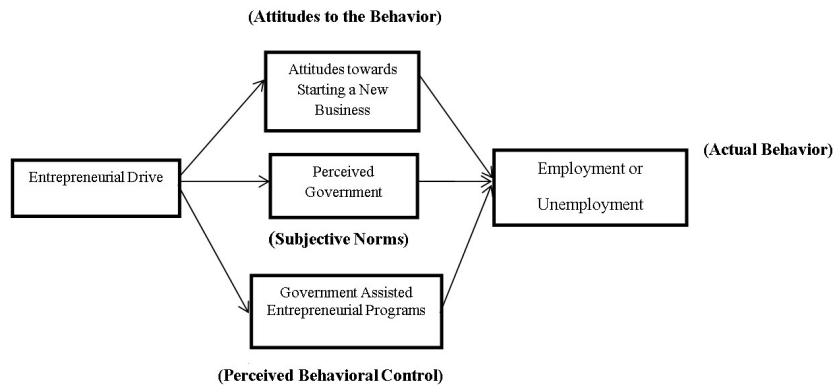 (Attitudes to the Behavior)
Attitudes towards
Starting a New
Business
(Actual Behavior)
Employment or
Unemployment
Entrepreneurial Drive
Perceived
Government
(Subjective Norms)
Government Assisted
Entrepreneurial Programs
(Perceived Behavioral Control)